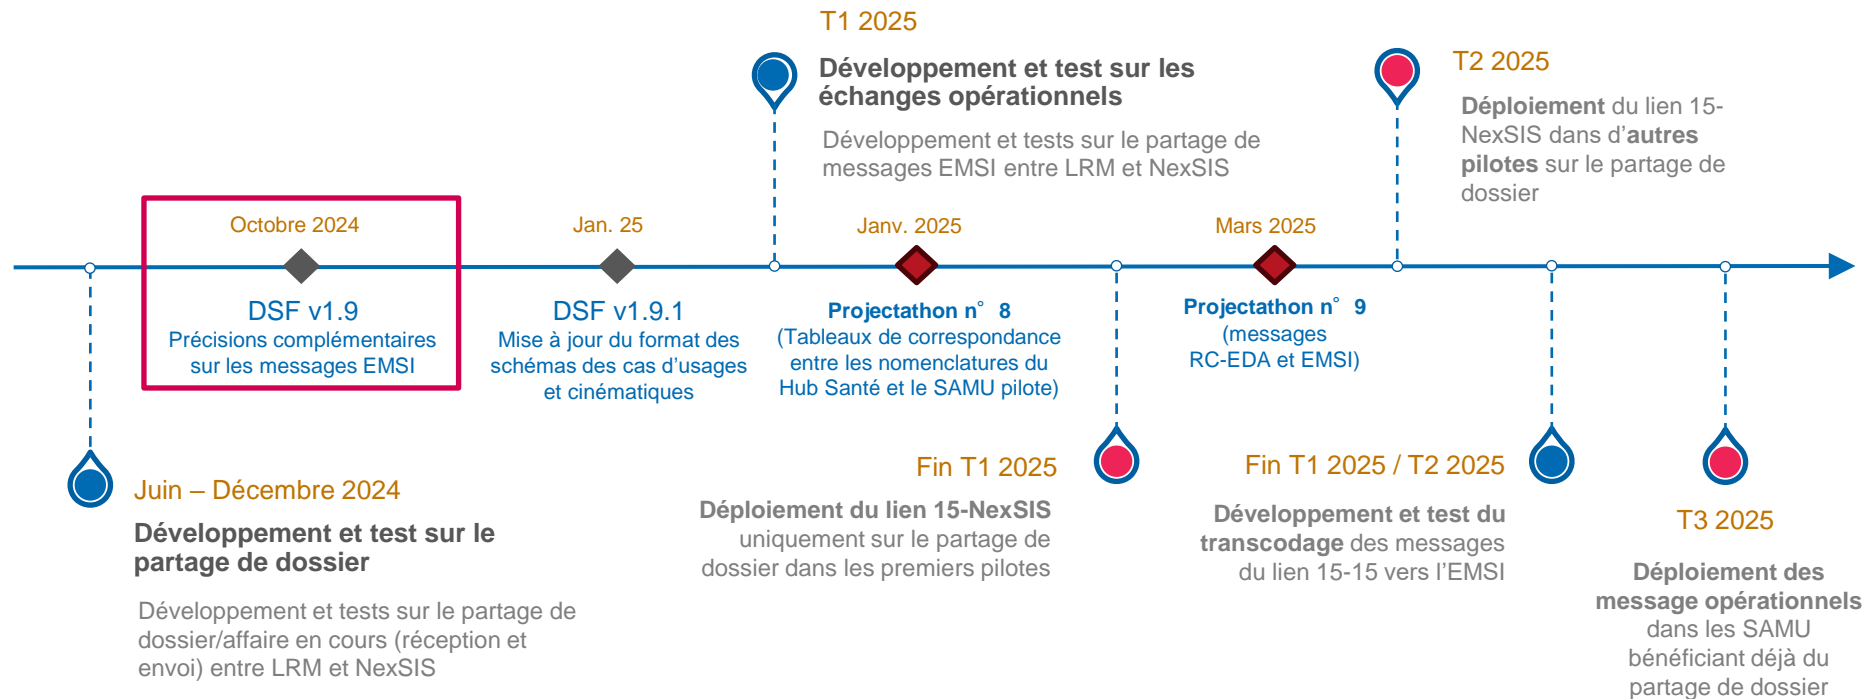 T1 2025
Développement et test sur les
échanges opérationnels
Développement et tests sur le partage de
messages EMSI entre LRM et NexSIS
T2 2025
Déploiement du lien 15-
NexSIS dans d’autres
pilotes sur le partage de
dossier
Octobre 2024
DSF v1.9
Précisions complémentaires
sur les messages EMSI
Jan. 25
DSF v1.9.1
Mise à jour du format des
schémas des cas d’usages
et cinématiques
Janv. 2025
Projectathon n° 8
(Tableaux de correspondance
entre les nomenclatures du
Hub Santé et le SAMU pilote)
Mars 2025
Projectathon n° 9
(messages
RC-EDA et EMSI)
Juin – Décembre 2024
Développement et test sur le
partage de dossier
Développement et tests sur le partage de
dossier/affaire en cours (réception et
envoi) entre LRM et NexSIS
Fin T1 2025
Déploiement du lien 15-NexSIS
uniquement sur le partage de
dossier dans les premiers pilotes
Fin T1 2025 / T2 2025
Développement et test du
transcodage des messages
du lien 15-15 vers l’EMSI
T3 2025
Déploiement des
message opérationnels
dans les SAMU
bénéficiant déjà du
partage de dossier